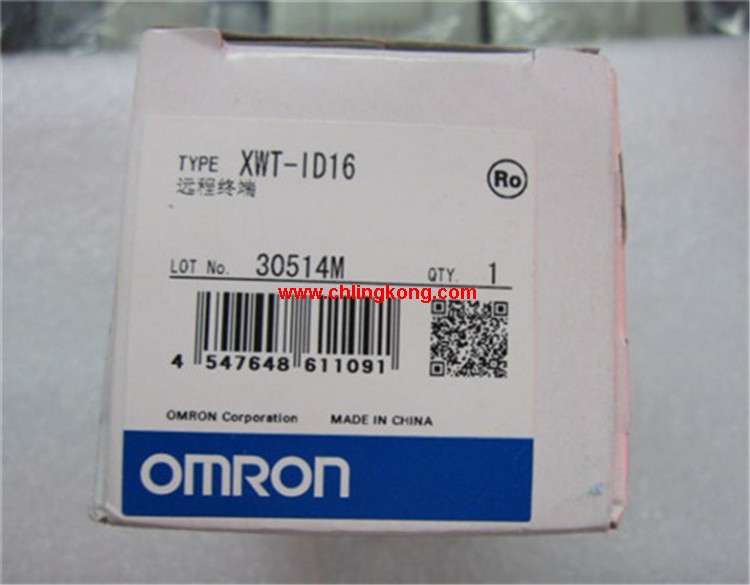 TYPE XWT-ID16
远程终端
Ro
LOT No. 30514M QTY. 1
www.chlingkong.com
4 547648 611091
OMRON Corporation MADE IN CHINA
OMRON